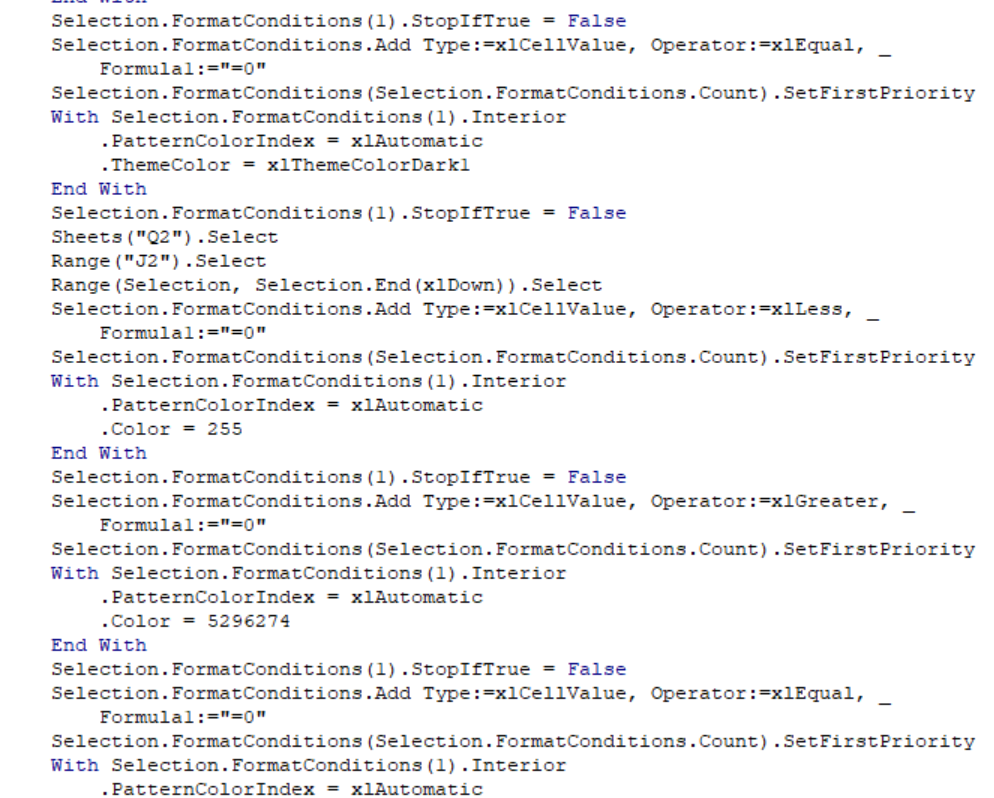 End With
Selection.FormatConditions(1).StopIfTrue = False
Selection.FormatConditions.Add Type:=xlCellValue, Operator:=xlEqual, _
Formula1:="=0"
Selection.FormatConditions(Selection.FormatConditions.Count).SetFirstPriority
With Selection.FormatConditions(1).Interior
.PatternColorIndex = xlAutomatic
.ThemeColor = xlThemeColorDark1
End With
Selection.FormatConditions(1).StopIfTrue = False
Sheets("Q2").Select
Range("J2").Select
Range(Selection, Selection.End(xlDown)).Select
Selection.FormatConditions.Add Type:=xlCellValue, Operator:=xlLess, _
Formula1:="=0"
Selection.FormatConditions(Selection.FormatConditions.Count).SetFirstPriority
With Selection.FormatConditions(1).Interior
.PatternColorIndex = xlAutomatic
.Color = 255
End With
Selection.FormatConditions(1).StopIfTrue = False
Selection.FormatConditions.Add Type:=xlCellValue, Operator:=xlGreater, _
Formula1:="=0"
Selection.FormatConditions(Selection.FormatConditions.Count).SetFirstPriority
With Selection.FormatConditions(1).Interior
.PatternColorIndex = xlAutomatic
.Color = 5296274
End With
Selection.FormatConditions(1).StopIfTrue = False
Selection.FormatConditions.Add Type:=xlCellValue, Operator:=xlEqual, _
Formula1:="=0"
Selection.FormatConditions(Selection.FormatConditions.Count).SetFirstPriority
With Selection.FormatConditions(1).Interior
.PatternColorIndex = xlAutomatic